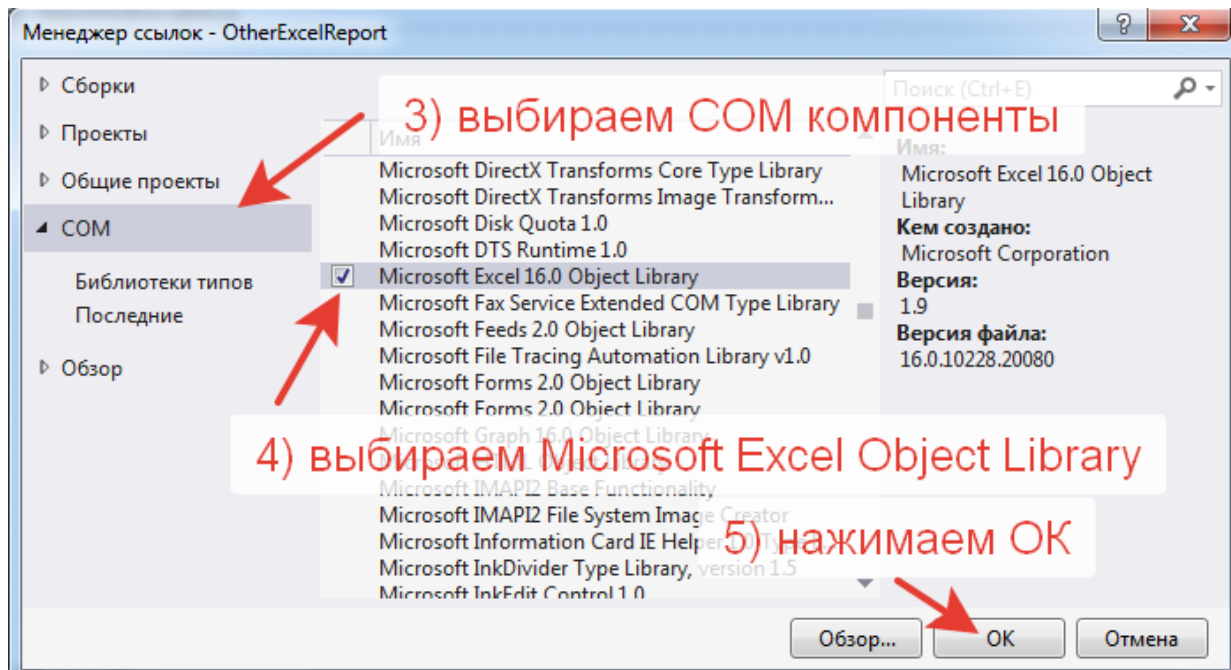 Менеджер ссылок - OtherExcelReport
Сборки
Проекты
Общие проекты
COM
Библиотеки типов
Последние
Обзор
3) выбираем COM компоненты
Поиск (Ctrl+E)
Имя
Microsoft DirectX Transforms Core Type Library
Microsoft DirectX Transforms Image Transform...
Microsoft Disk Quota 1.0
Microsoft DTS Runtime 1.0
Microsoft Excel 16.0 Object Library
Microsoft Fax Service Extended COM Type Library
Microsoft Feeds 2.0 Object Library
Microsoft File Tracing Automation Library v1.0
Microsoft Forms 2.0 Object Library
Microsoft Forms 2.0 Object Library
Microsoft Graph 16.0 Object Library
4) выбираем Microsoft Excel Object Library
Microsoft IMAPI2 Base Functionality
Microsoft IMAPI2 File System Image Creator
Microsoft Information Card IE Helper
5) нажимаем ОК
Microsoft InkDivider Type Library, version 1.5
Microsoft InkEdit Control 1.0
Имя:
Microsoft Excel 16.0 Object
Library
Кем создано:
Microsoft Corporation
Версия:
1.9
Версия файла:
16.0.10228.20080
Обзор...
ОК
Отмена